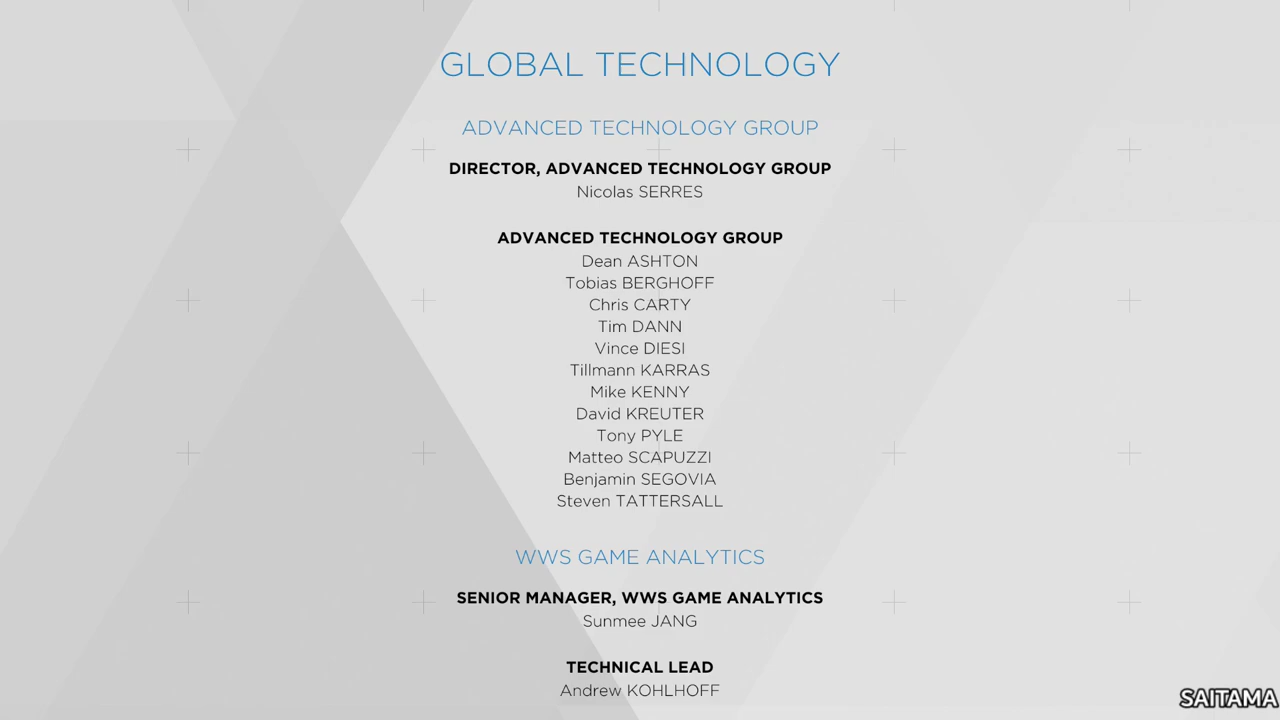 GLOBAL TECHNOLOGY
ADVANCED TECHNOLOGY GROUP
DIRECTOR, ADVANCED TECHNOLOGY GROUP
Nicolas SERRES
ADVANCED TECHNOLOGY GROUP
Dean ASHTON
Tobias BERGHOFF
Chris CARTY
Tim DANN
Vince DIESI
Tillmann KARRAS
Mike KENNY
David KREUTER
Tony PYLE
Matteo SCAPUZZI
Benjamin SEGOVIA
Steven TATTERSALL
WWS GAME ANALYTICS
SENIOR MANAGER, WWS GAME ANALYTICS
Sunmee JANG
TECHNICAL LEAD
Andrew KOHLHOFF
SAITAMA